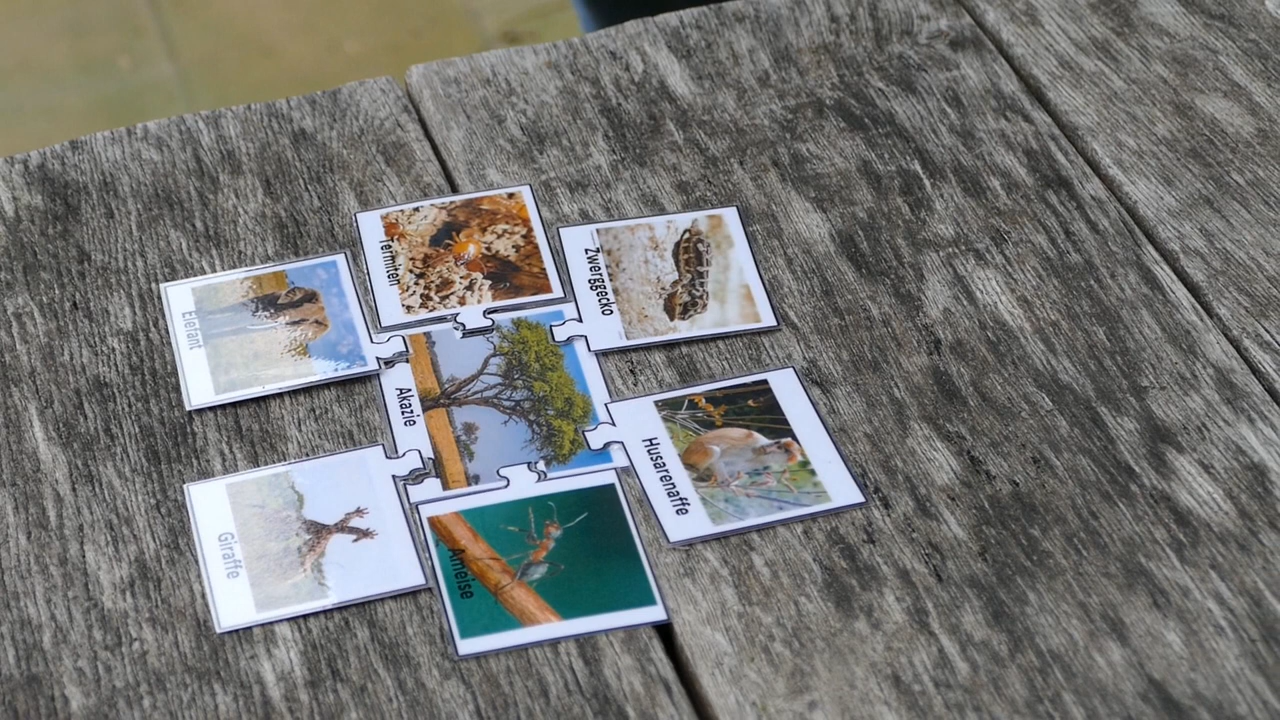 Termiten
Zwerggecko
Elefant
Akazie
Husarenaffe
Giraffe
Ameise